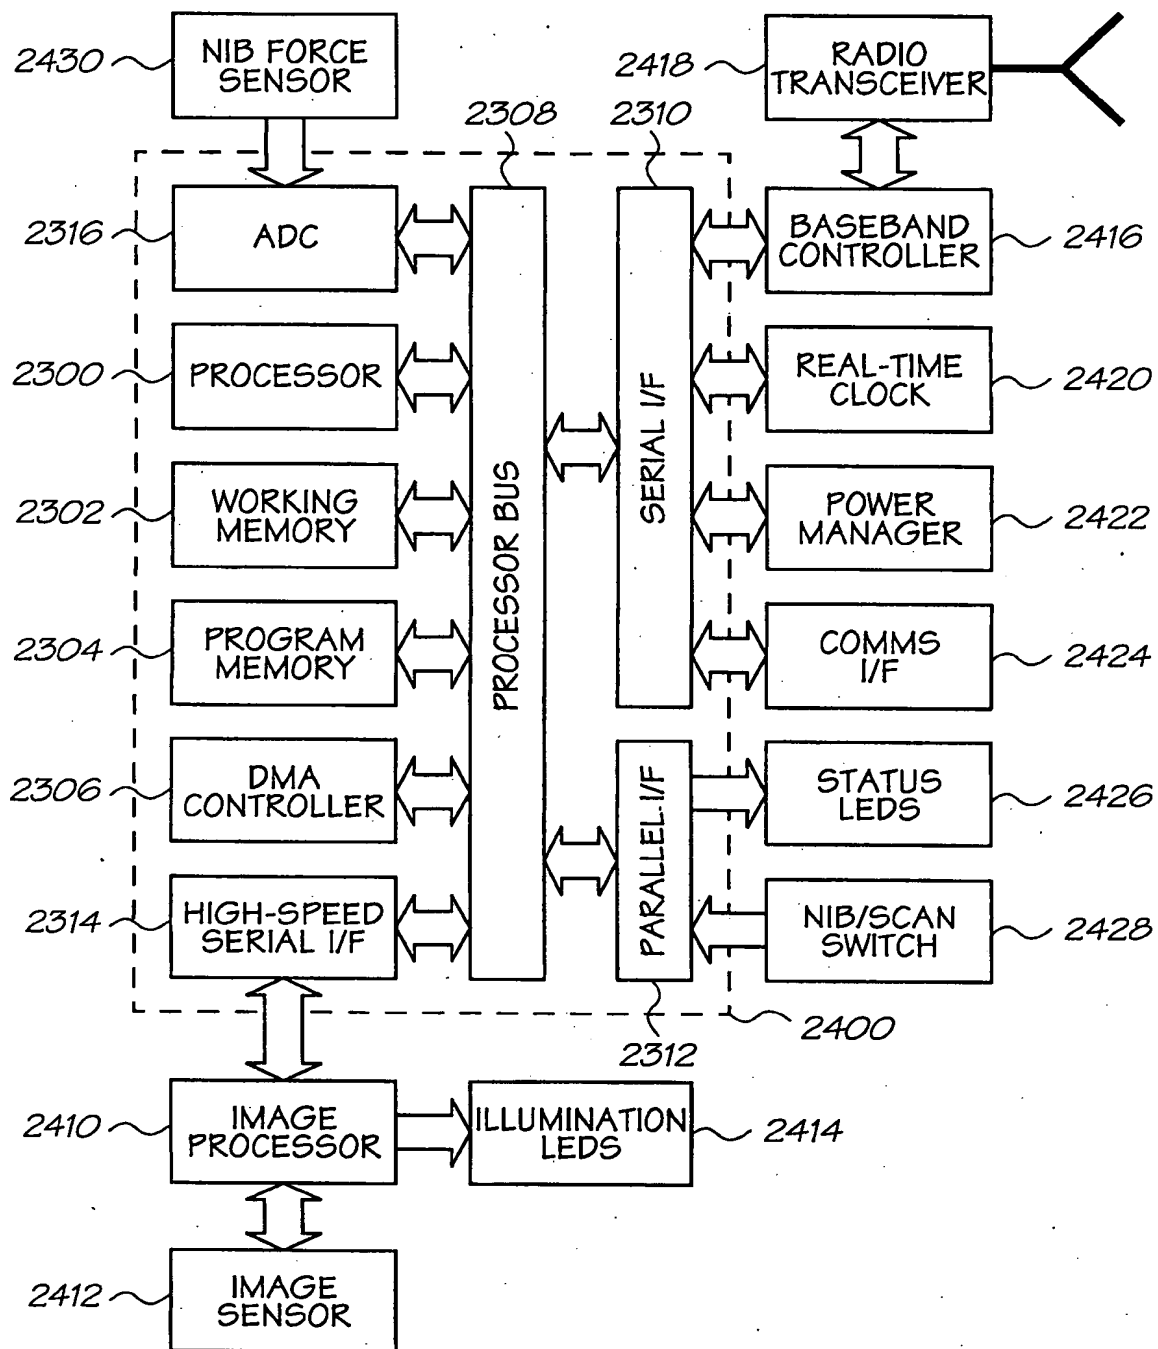 2430
NIB FORCE
SENSOR
2418
RADIO
TRANSCEIVER
2308
2310
2316
ADC
BASEBAND
CONTROLLER
2416
2300
PROCESSOR
REAL-TIME
CLOCK
2420
2302
WORKING
MEMORY
PROCESSOR BUS
SERIAL I/F
POWER
MANAGER
2422
2304
PROGRAM
MEMORY
COMMS
I/F
2424
2306
DMA
CONTROLLER
PARALLEL I/F
STATUS
LEDS
2426
2314
HIGH-SPEED
SERIAL I/F
NIB/SCAN
SWITCH
2428
2400
2312
2410
IMAGE
PROCESSOR
ILLUMINATION
LEDS
2414
2412
IMAGE
SENSOR